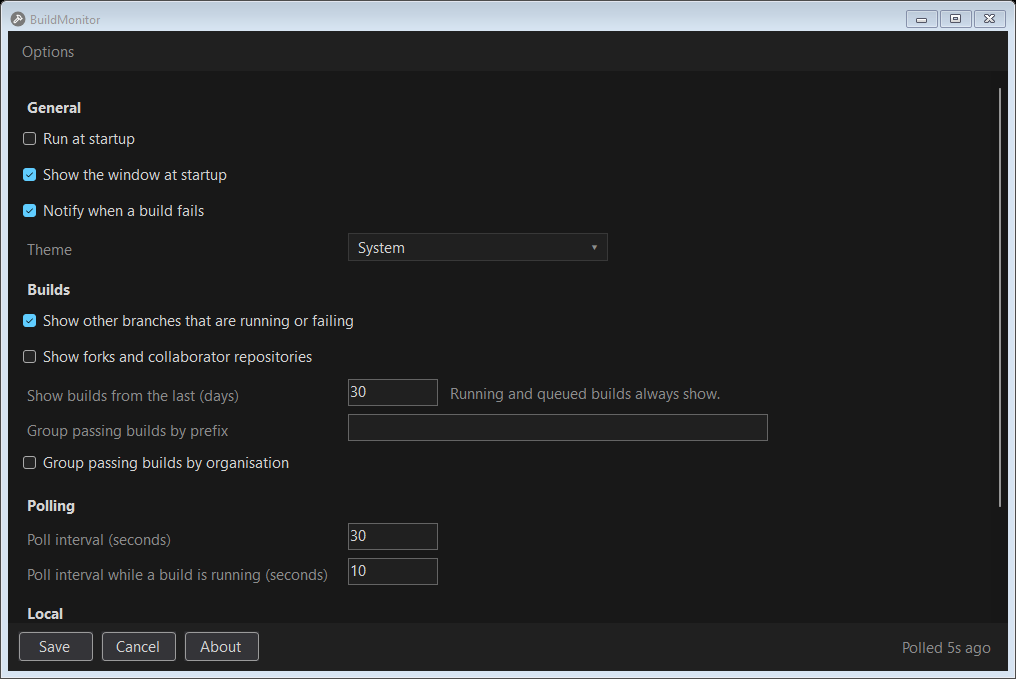 BuildMonitor
Options
General
Run at startup
Show the window at startup
Notify when a build fails
Theme System
Builds
Show other branches that are running or failing
Show forks and collaborator repositories
Show builds from the last (days) 30 Running and queued builds always show.
Group passing builds by prefix
Group passing builds by organisation
Polling
Poll interval (seconds) 30
Poll interval while a build is running (seconds) 10
Local
Save Cancel About Polled 5s ago